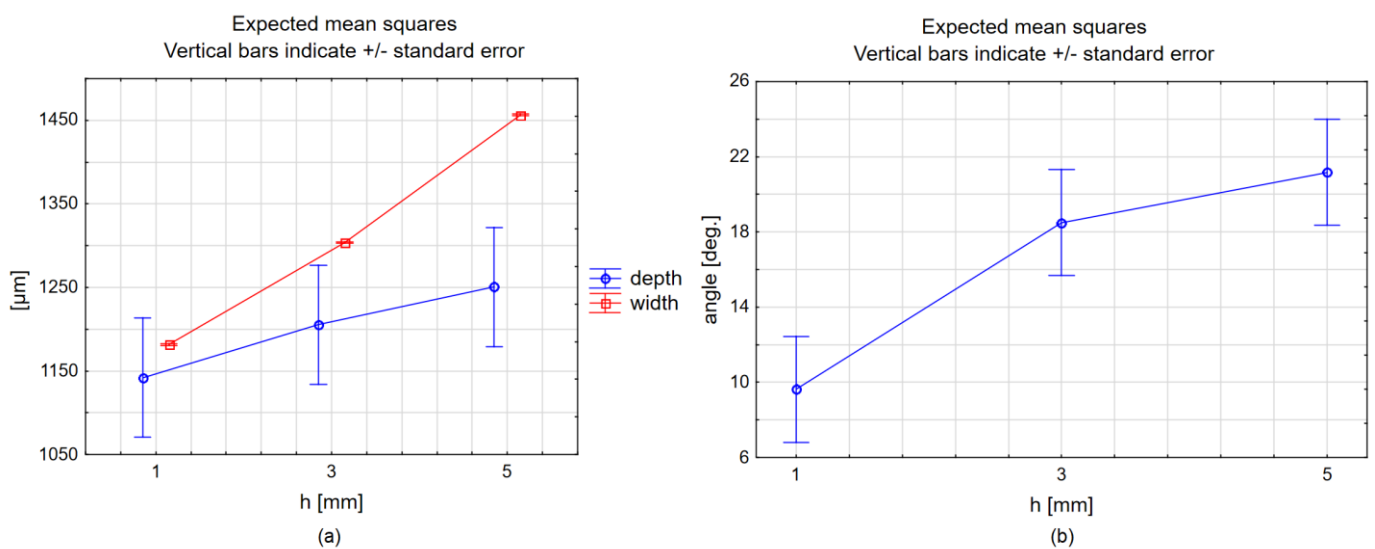 Expected mean squares
Vertical bars indicate +/- standard error
1450
1350
1250
1150
1050
[µm]
1 3 5
h [mm]
(a)
depth
width
Expected mean squares
Vertical bars indicate +/- standard error
26
22
18
14
10
6
angle [deg.]
1 3 5
h [mm]
(b)